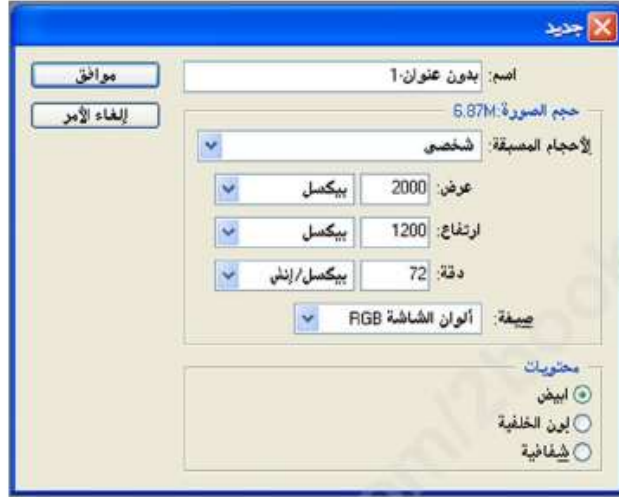 جديد
اسم: بدون عنوان-1
موافق
حجم الصورة:6.87M
إلغاء الأمر
لأحجام المسبقة: شخصي
عرض: 2000 بيكسل
ارتفاع: 1200 بيكسل
دقة: 72 بيكسل/إنش
صيغة: ألوان الشاشة RGB
محتويات
ابيض
لون الخلفية
شفافية